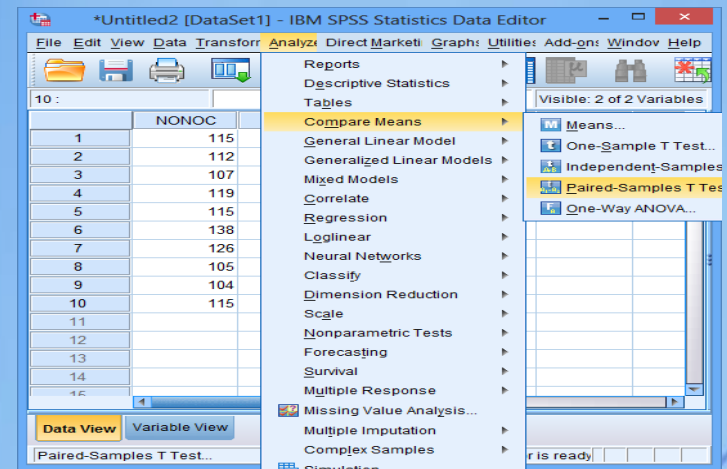 *Untitled2 [DataSet1] - IBM SPSS Statistics Data Editor
File Edit View Data Transforr Analyze Direct Marketi Graphs Utilities Add-ons Windov Help
10 :
Visible: 2 of 2 Variables
NONOC
1 115
2 112
3 107
4 119
5 115
6 138
7 126
8 105
9 104
10 115
11
12
13
14
Reports
Descriptive Statistics
Tables
Compare Means
General Linear Model
Generalized Linear Models
Mixed Models
Correlate
Regression
Loglinear
Neural Networks
Classify
Dimension Reduction
Scale
Nonparametric Tests
Forecasting
Survival
Multiple Response
Missing Value Analysis...
Multiple Imputation
Complex Samples
Simulation
M Means...
t One-Sample T Test...
Independent-Samples
Paired-Samples T Tes
One-Way ANOVA...
Data View Variable View
Paired-Samples T Test...
r is ready